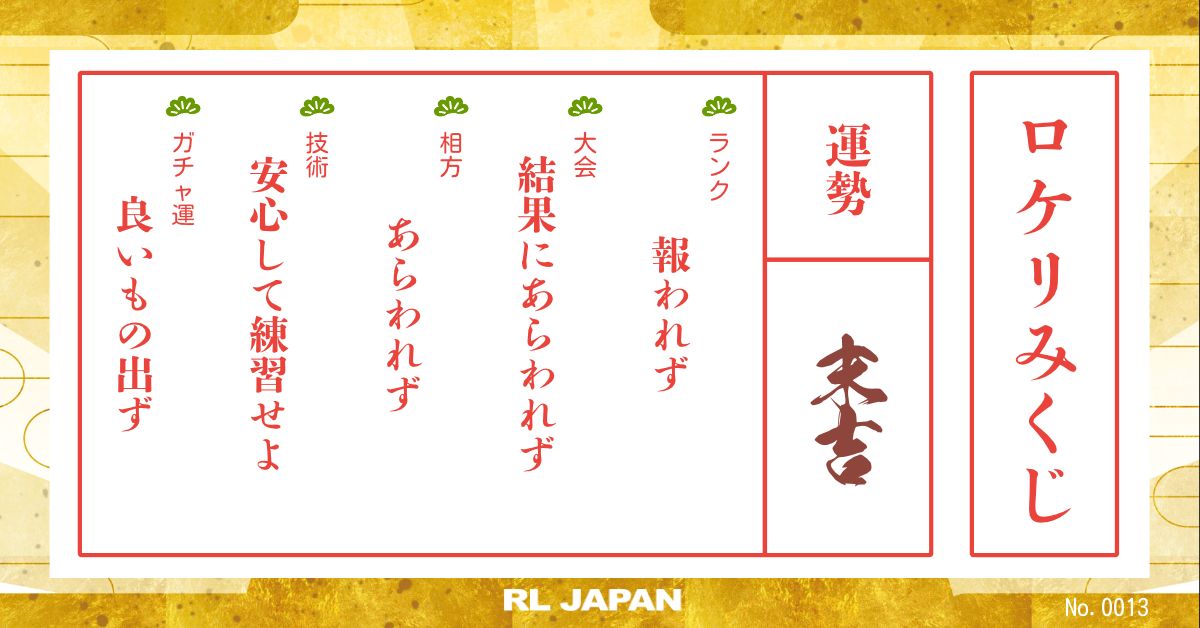 ロケリみくじ
運勢
末吉
ランク
報われず
大会
結果にあらわれず
相方
あらわれず
技術
安心して練習せよ
ガチャ運
良いもの出ず
RL JAPAN
No. 0013